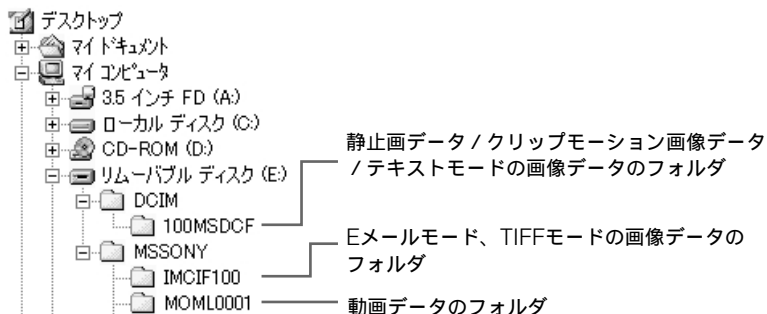 デスクトップ
マイ ドキュメント
マイ コンピュータ
3.5 インチ FD (A:)
ローカル ディスク (C:)
CD-ROM (D:)
リムーバブル ディスク (E:)
DCIM
100MSDCF
MSSONY
IMCIF100
MOML0001
静止画データ / クリップモーション画像データ
/ テキストモードの画像データのフォルダ
Eメールモード、TIFFモードの画像データの
フォルダ
動画データのフォルダ